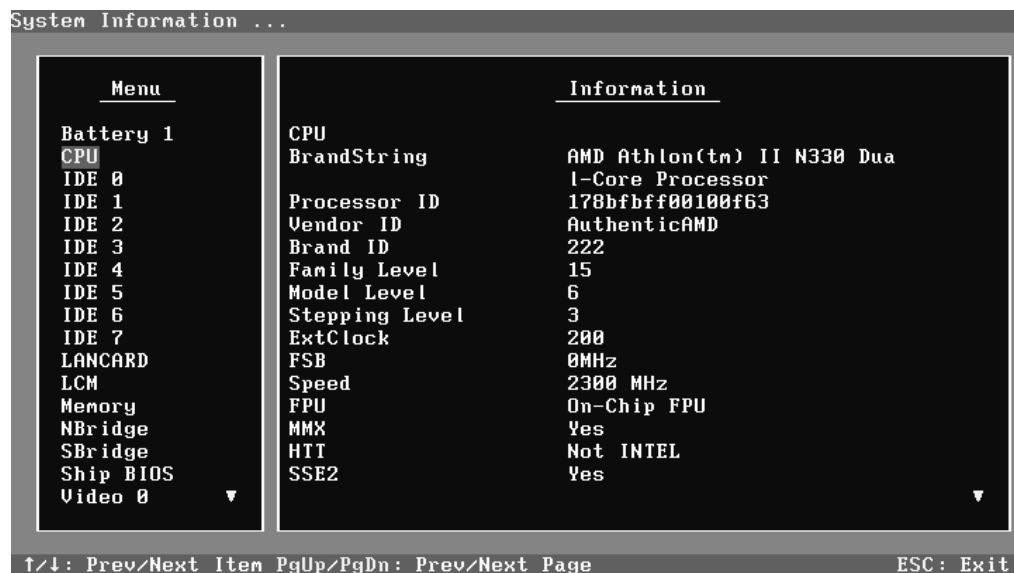 System Information ...
Menu
Battery 1
CPU
IDE 0
IDE 1
IDE 2
IDE 3
IDE 4
IDE 5
IDE 6
IDE 7
LANCARD
LCM
Memory
NBridge
SBridge
Ship BIOS
Video 0 ▼
Information
CPU
BrandString AMD Athlon(tm) II N330 Dua
l-Core Processor
Processor ID 178bfbff00100f63
Vendor ID AuthenticAMD
Brand ID 222
Family Level 15
Model Level 6
Stepping Level 3
ExtClock 200
FSB 0MHz
Speed 2300 MHz
FPU On-Chip FPU
MMX Yes
HTT Not INTEL
SSE2 Yes
▼
↑/↓: Prev/Next Item PgUp/PgDn: Prev/Next Page ESC: Exit